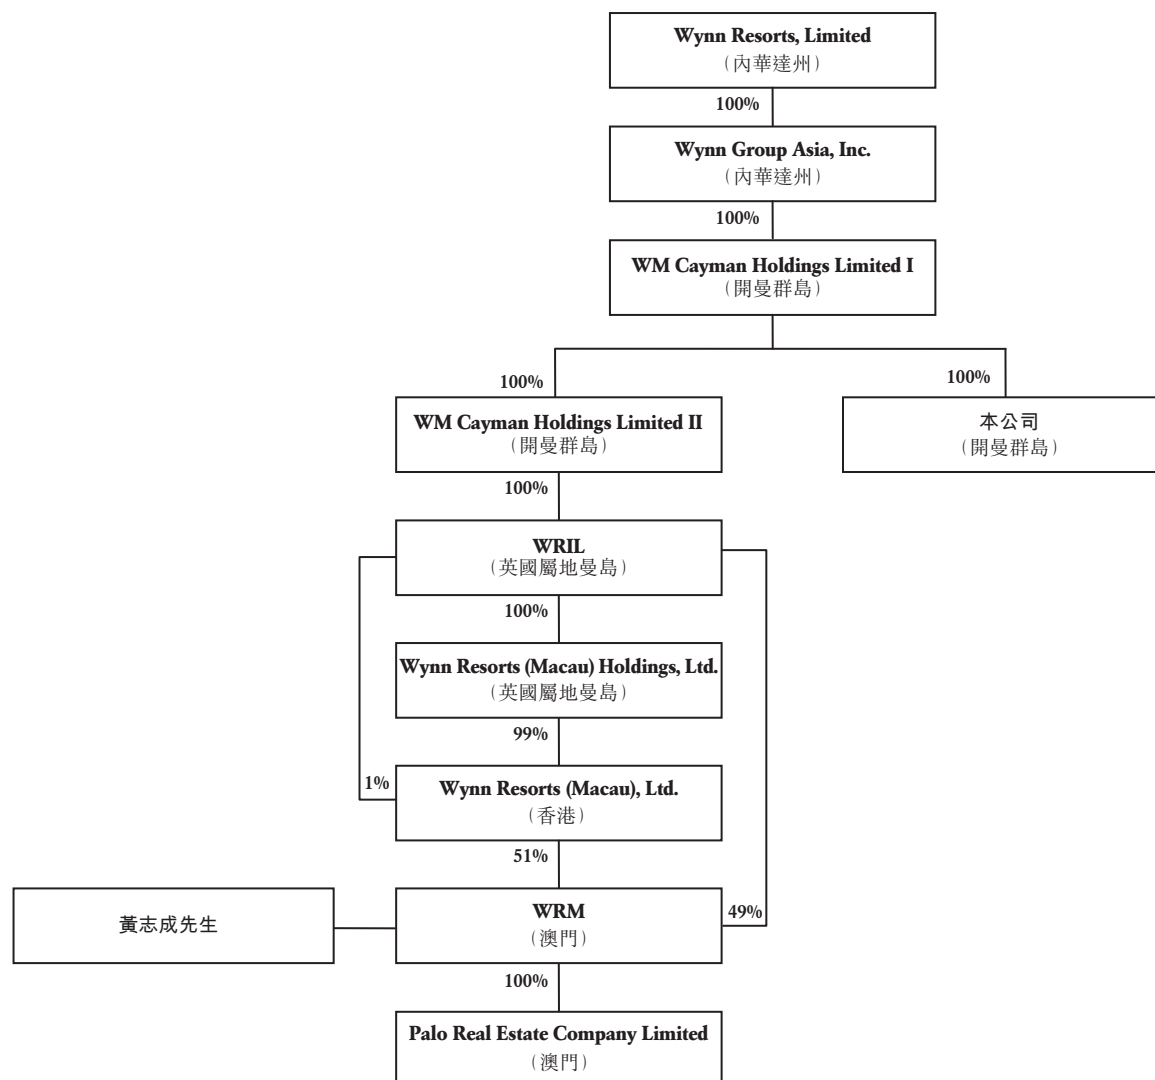 Wynn Resorts, Limited
(內華達州)
100%
Wynn Group Asia, Inc.
(內華達州)
100%
WM Cayman Holdings Limited I
(開曼群島)
100%
100%
WM Cayman Holdings Limited II
(開曼群島)
本公司
(開曼群島)
100%
WRIL
(英國屬地曼島)
100%
Wynn Resorts (Macau) Holdings, Ltd.
(英國屬地曼島)
99%
1%
Wynn Resorts (Macau), Ltd.
(香港)
51%
黃志成先生
WRM
(澳門)
49%
100%
Palo Real Estate Company Limited
(澳門)